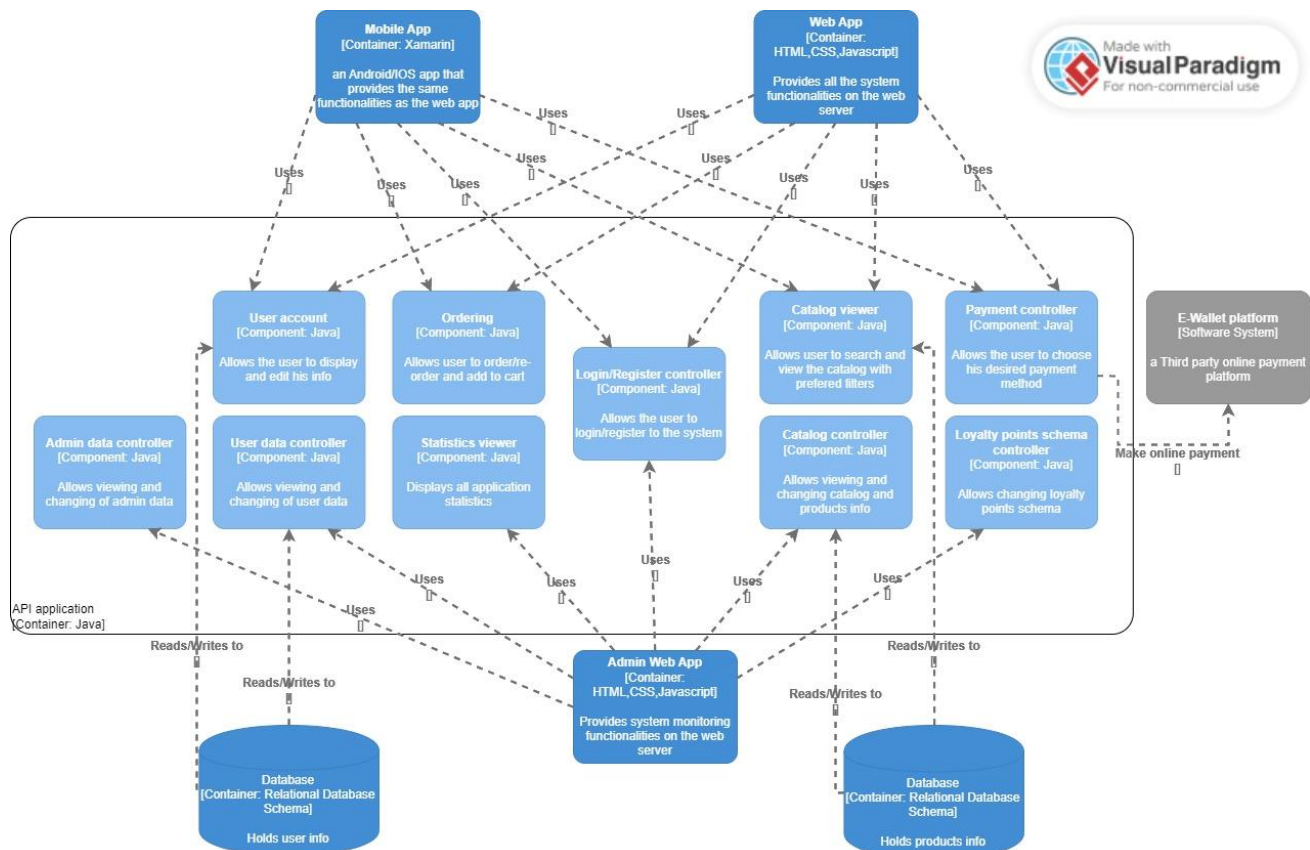 Mobile App
[Container: Xamarin]
an Android/IOS app that
provides the same
functionalities as the web app
Web App
[Container:
HTML,CSS,Javascript]
Provides all the system
functionalities on the web
server
Made with
VisualParadigm
For non-commercial use
Uses
[]
Uses
[]
Uses
[]
Uses
[]
Uses
[]
Uses
[]
Uses
[]
Uses
[]
Uses
[]
Uses
[]
User account
[Component: Java]
Allows the user to display
and edit his info
Ordering
[Component: Java]
Allows user to order/re-
order and add to cart
Login/Register controller
[Component: Java]
Allows the user to
login/register to the system
Catalog viewer
[Component: Java]
Allows user to search and
view the catalog with
prefered filters
Payment controller
[Component: Java]
Allows the user to choose
his desired payment
method
E-Wallet platform
[Software System]
a Third party online payment
platform
Admin data controller
[Component: Java]
Allows viewing and
changing of admin data
User data controller
[Component: Java]
Allows viewing and
changing of user data
Statistics viewer
[Component: Java]
Displays all application
statistics
Catalog controller
[Component: Java]
Allows viewing and
changing catalog and
products info
Loyalty points schema
controller
[Component: Java]
Allows changing loyalty
points schema
Make online payment
[]
Uses
[]
Uses
[]
Uses
[]
Uses
[]
Uses
[]
Uses
[]
API application
[Container: Java]
Reads/Writes to
[]
Reads/Writes to
[]
Reads/Writes to
[]
Reads/Writes to
[]
Admin Web App
[Container:
HTML,CSS,Javascript]
Provides system monitoring
functionalities on the web
server
Database
[Container: Relational Database
Schema]
Holds user info
Database
[Container: Relational Database
Schema]
Holds products info